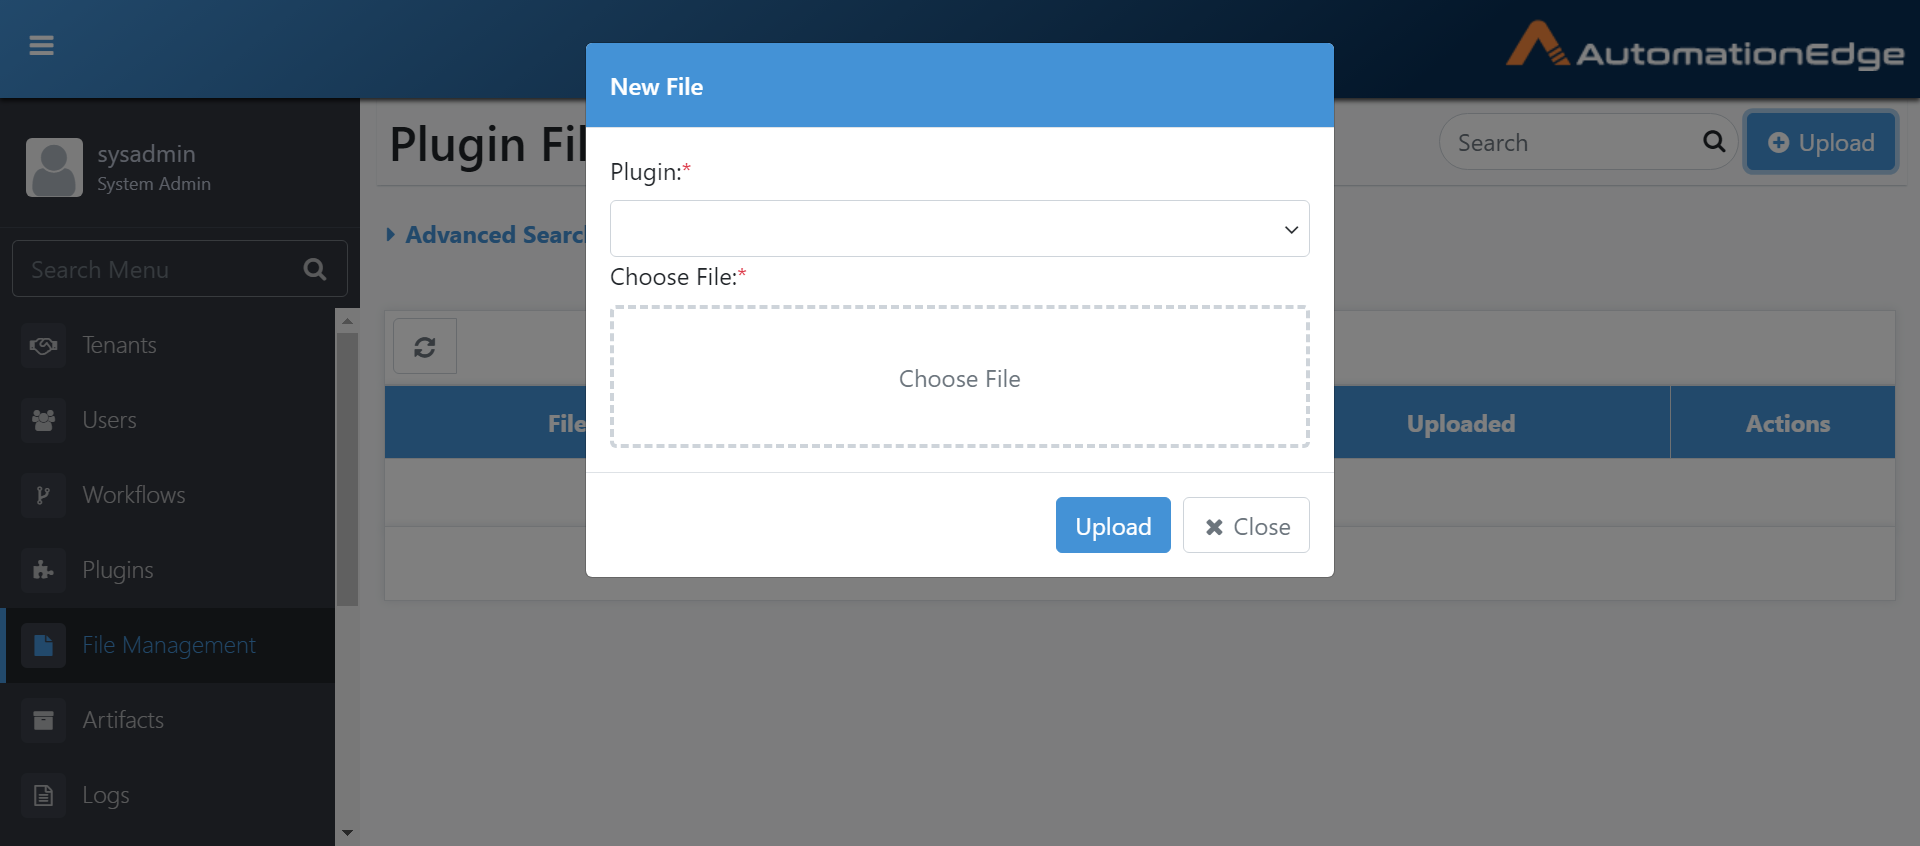 AutomationEdge
sysadmin
System Admin
Search Menu
Tenants
Users
Workflows
Plugins
File Management
Artifacts
Logs
Plugin Fil
Search
Upload
Advanced Search
File
Uploaded
Actions
New File
Plugin:*
Choose File:*
Choose File
Upload
Close